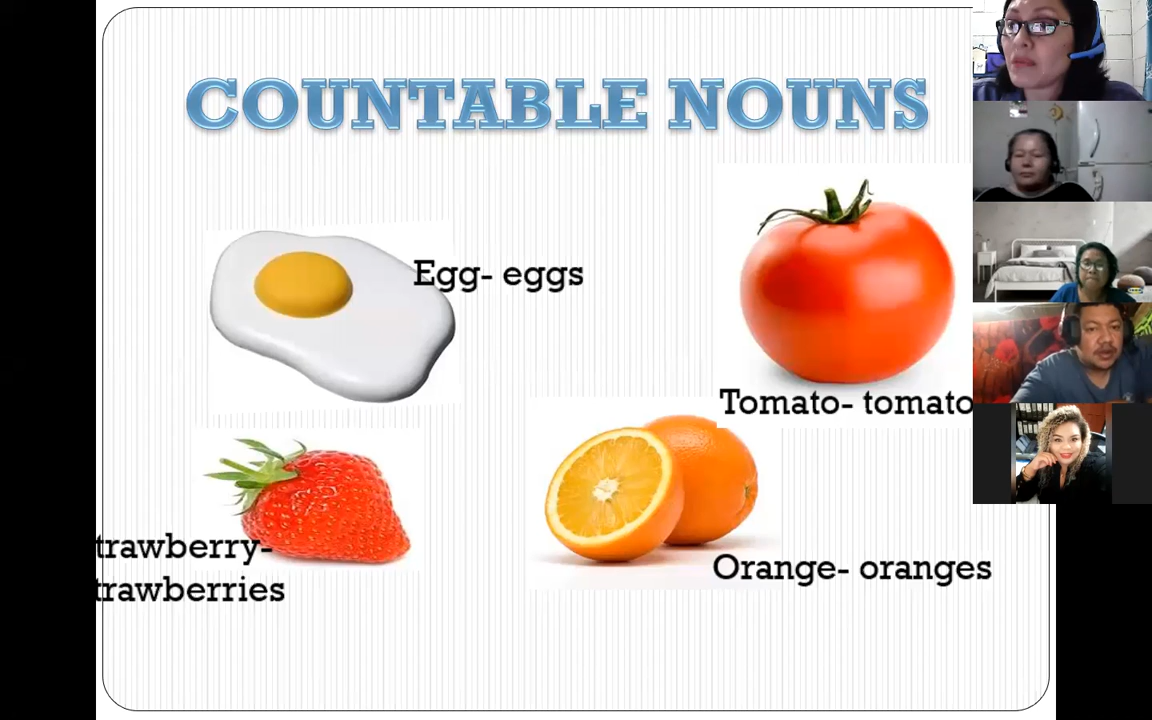 COUNTABLE NOUNS
Egg- eggs
Tomato- tomato
trawberry-
trawberries
Orange- oranges